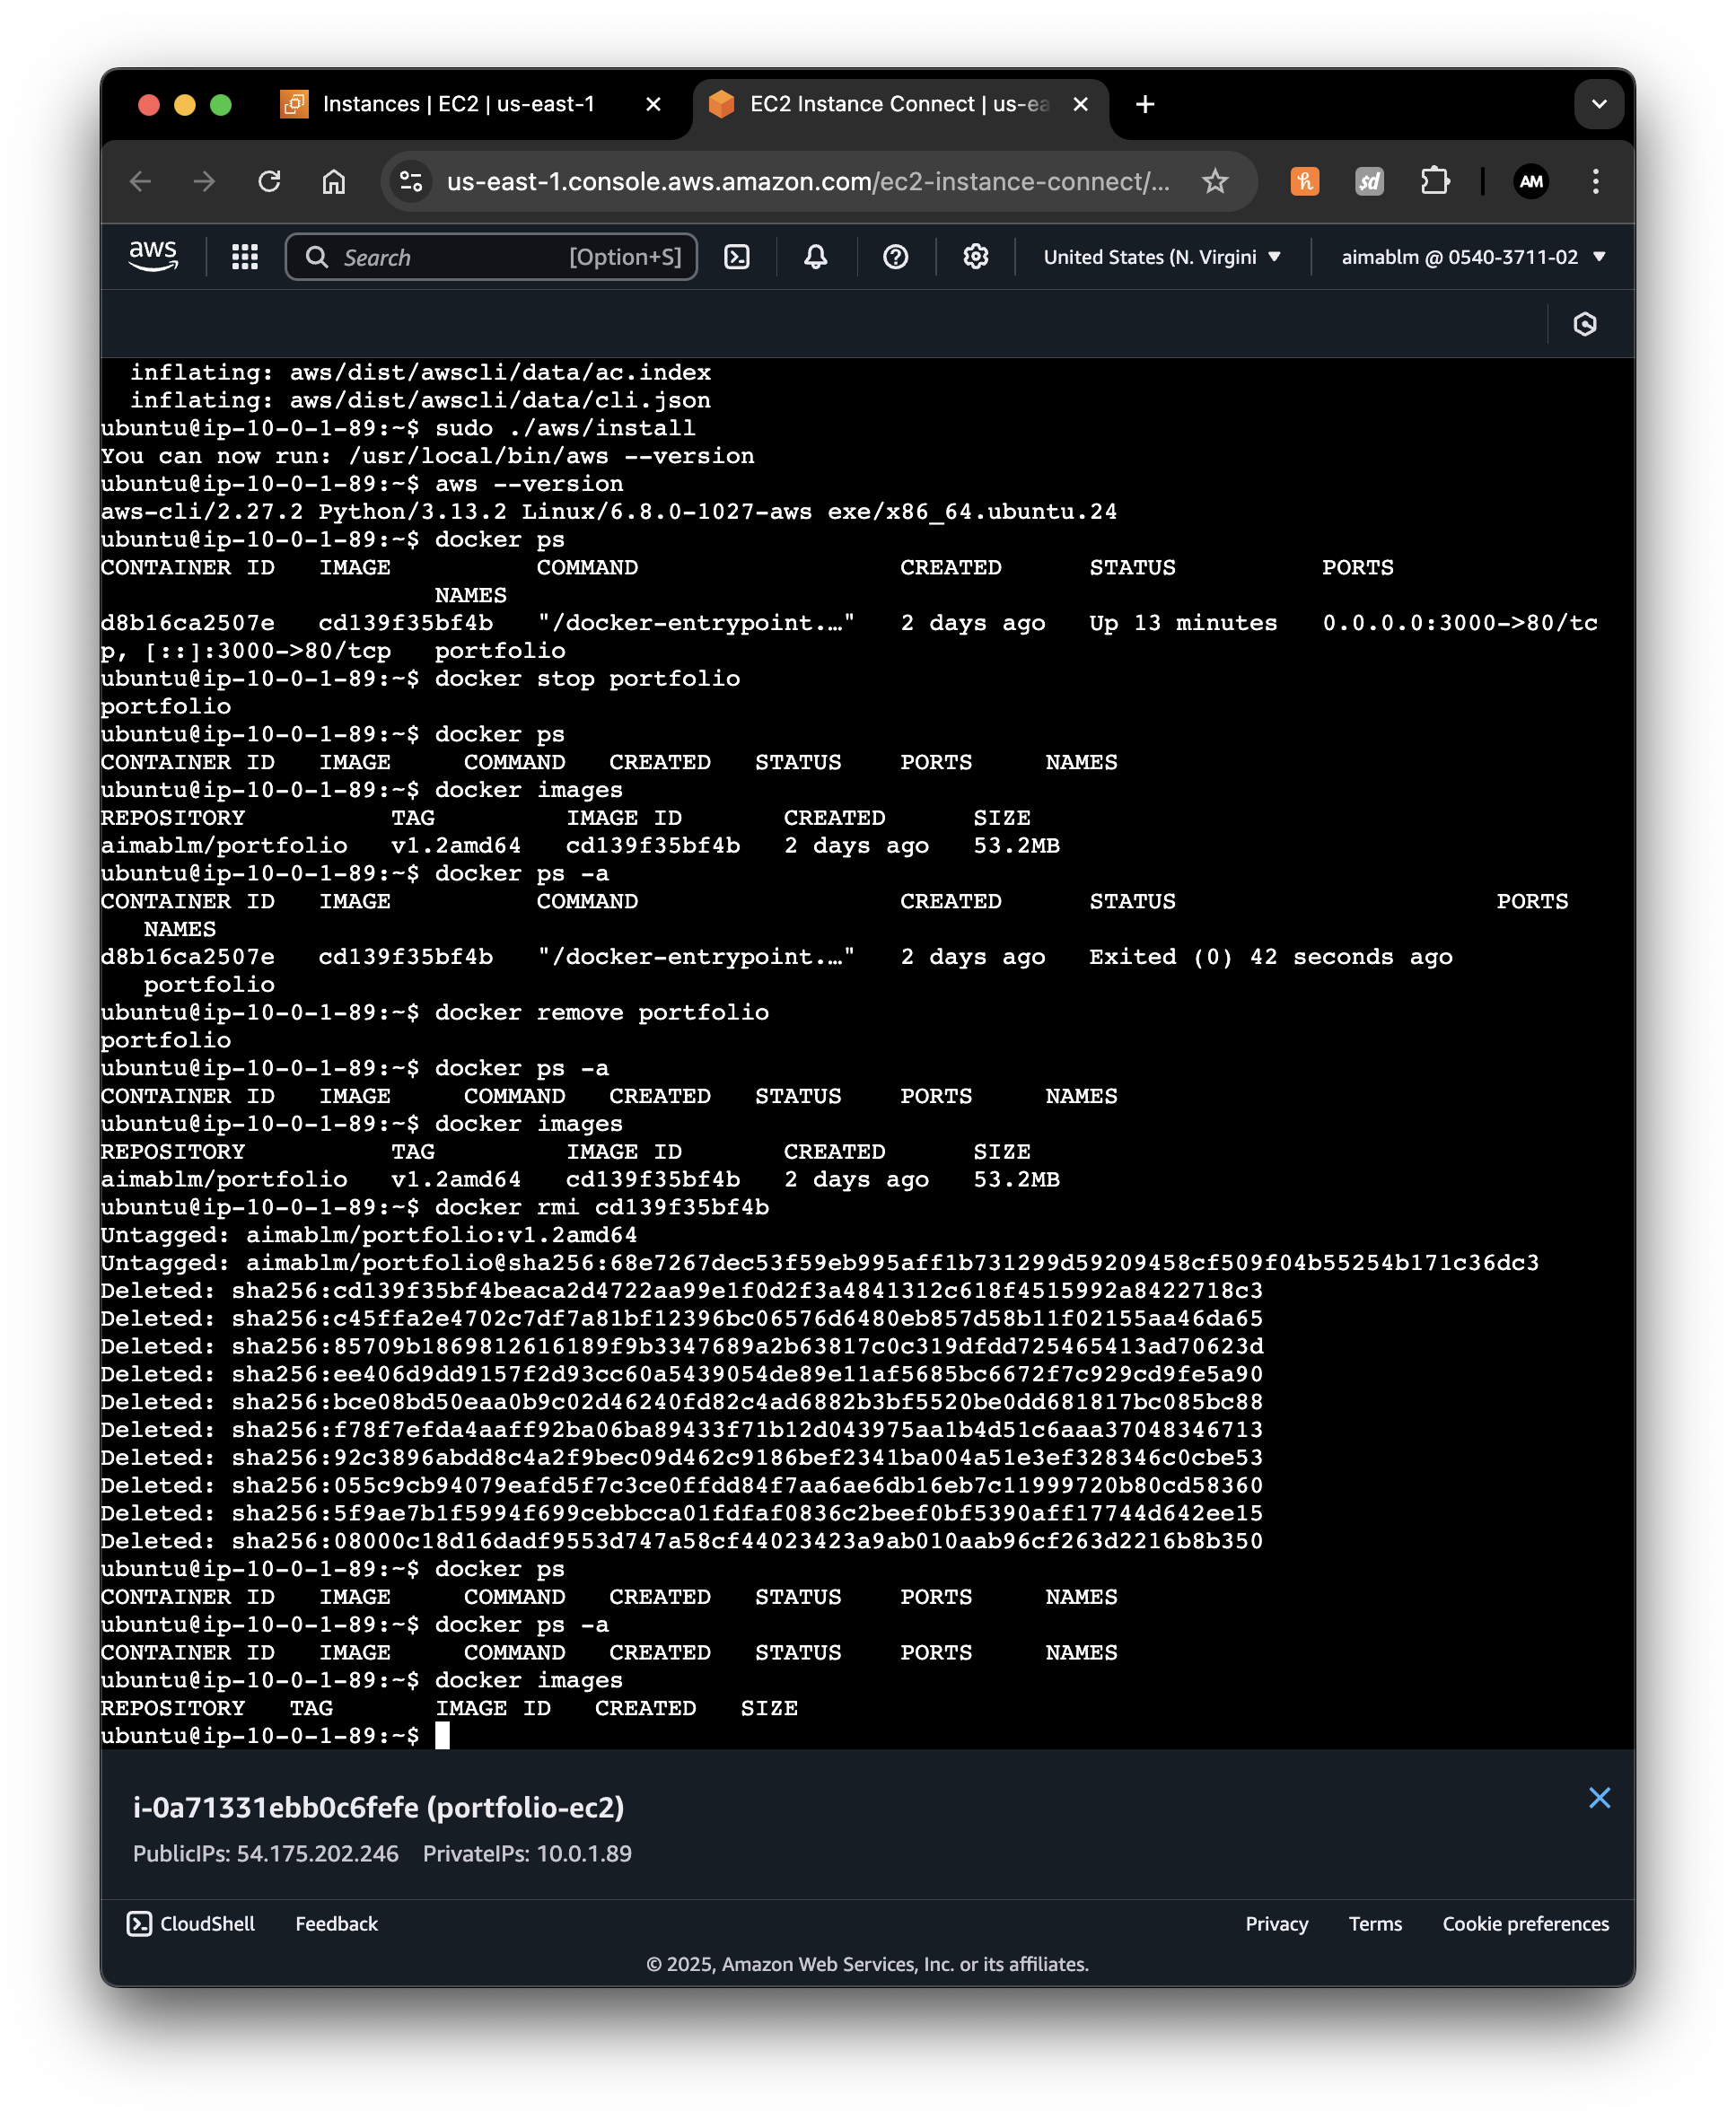 Instances | EC2 | us-east-1
EC2 Instance Connect | us-ea
us-east-1.console.aws.amazon.com/ec2-instance-connect/...
AM
aws
Search [Option+S]
United States (N. Virgini
aimablm @ 0540-3711-02
  inflating: aws/dist/awscli/data/ac.index
  inflating: aws/dist/awscli/data/cli.json
ubuntu@ip-10-0-1-89:~$ sudo ./aws/install
You can now run: /usr/local/bin/aws --version
ubuntu@ip-10-0-1-89:~$ aws --version
aws-cli/2.27.2 Python/3.13.2 Linux/6.8.0-1027-aws exe/x86_64.ubuntu.24
ubuntu@ip-10-0-1-89:~$ docker ps
CONTAINER ID   IMAGE          COMMAND                  CREATED      STATUS          PORTS
                       NAMES
d8b16ca2507e   cd139f35bf4b   "/docker-entrypoint.…"   2 days ago   Up 13 minutes   0.0.0.0:3000->80/tc
p, [::]:3000->80/tcp   portfolio
ubuntu@ip-10-0-1-89:~$ docker stop portfolio
portfolio
ubuntu@ip-10-0-1-89:~$ docker ps
CONTAINER ID   IMAGE     COMMAND   CREATED   STATUS    PORTS     NAMES
ubuntu@ip-10-0-1-89:~$ docker images
REPOSITORY          TAG         IMAGE ID       CREATED      SIZE
aimablm/portfolio   v1.2amd64   cd139f35bf4b   2 days ago   53.2MB
ubuntu@ip-10-0-1-89:~$ docker ps -a
CONTAINER ID   IMAGE          COMMAND                  CREATED      STATUS                      PORTS
   NAMES
d8b16ca2507e   cd139f35bf4b   "/docker-entrypoint.…"   2 days ago   Exited (0) 42 seconds ago
   portfolio
ubuntu@ip-10-0-1-89:~$ docker remove portfolio
portfolio
ubuntu@ip-10-0-1-89:~$ docker ps -a
CONTAINER ID   IMAGE     COMMAND   CREATED   STATUS    PORTS     NAMES
ubuntu@ip-10-0-1-89:~$ docker images
REPOSITORY          TAG         IMAGE ID       CREATED      SIZE
aimablm/portfolio   v1.2amd64   cd139f35bf4b   2 days ago   53.2MB
ubuntu@ip-10-0-1-89:~$ docker rmi cd139f35bf4b
Untagged: aimablm/portfolio:v1.2amd64
Untagged: aimablm/portfolio@sha256:68e7267dec53f59eb995aff1b731299d59209458cf509f04b55254b171c36dc3
Deleted: sha256:cd139f35bf4beaca2d4722aa99e1f0d2f3a4841312c618f4515992a8422718c3
Deleted: sha256:c45ffa2e4702c7df7a81bf12396bc06576d6480eb857d58b11f02155aa46da65
Deleted: sha256:85709b1869812616189f9b3347689a2b63817c0c319dfdd725465413ad70623d
Deleted: sha256:ee406d9dd9157f2d93cc60a5439054de89e11af5685bc6672f7c929cd9fe5a90
Deleted: sha256:bce08bd50eaa0b9c02d46240fd82c4ad6882b3bf5520be0dd681817bc085bc88
Deleted: sha256:f78f7efda4aaff92ba06ba89433f71b12d043975aa1b4d51c6aaa37048346713
Deleted: sha256:92c3896abdd8c4a2f9bec09d462c9186bef2341ba004a51e3ef328346c0cbe53
Deleted: sha256:055c9cb94079eafd5f7c3ce0ffdd84f7aa6ae6db16eb7c11999720b80cd58360
Deleted: sha256:5f9ae7b1f5994f699cebbcca01fdfaf0836c2beef0bf5390aff17744d642ee15
Deleted: sha256:08000c18d16dadf9553d747a58cf44023423a9ab010aab96cf263d2216b8b350
ubuntu@ip-10-0-1-89:~$ docker ps
CONTAINER ID   IMAGE     COMMAND   CREATED   STATUS    PORTS     NAMES
ubuntu@ip-10-0-1-89:~$ docker ps -a
CONTAINER ID   IMAGE     COMMAND   CREATED   STATUS    PORTS     NAMES
ubuntu@ip-10-0-1-89:~$ docker images
REPOSITORY   TAG       IMAGE ID   CREATED   SIZE
ubuntu@ip-10-0-1-89:~$
i-0a71331ebb0c6fefe (portfolio-ec2)
PublicIPs: 54.175.202.246 PrivateIPs: 10.0.1.89
CloudShell Feedback Privacy Terms Cookie preferences
© 2025, Amazon Web Services, Inc. or its affiliates.